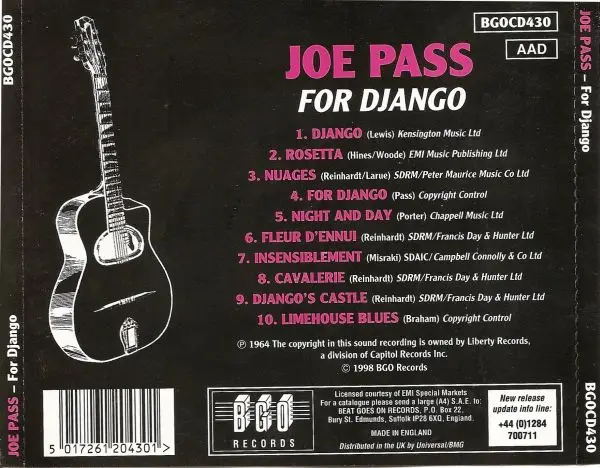 BGOCD430
JOE PASS – For Django
BGOCD430
AAD
JOE PASS
FOR DJANGO
1. DJANGO (Lewis) Kensington Music Ltd
2. ROSETTA (Hines/Woode) EMI Music Publishing Ltd
3. NUAGES (Reinhardt/Larue) SDRM/Peter Maurice Music Co Ltd
4. FOR DJANGO (Pass) Copyright Control
5. NIGHT AND DAY (Porter) Chappell Music Ltd
6. FLEUR D'ENNUI (Reinhardt) SDRM/Francis Day & Hunter Ltd
7. INSENSIBLEMENT (Misraki) SDAIC/Campbell Connolly & Co Ltd
8. CAVALERIE (Reinhardt) SDRM/Francis Day & Hunter Ltd
9. DJANGO'S CASTLE (Reinhardt) SDRM/Francis Day & Hunter Ltd
10. LIMEHOUSE BLUES (Braham) Copyright Control
℗ 1964 The copyright in this sound recording is owned by Liberty Records,
a division of Capitol Records Inc.
© 1998 BGO Records
5 017261 204301 >
BGO
RECORDS
Licensed courtesy of EMI Special Markets
For a catalogue please send a large (A4) S.A.E. to:
BEAT GOES ON RECORDS, P.O. Box 22,
Bury St. Edmunds, Suffolk IP28 6XQ, England.
MADE IN ENGLAND
Distributed in the UK by Universal/BMG
New release
update info line:
+44 (0)1284
700711
JOE PASS – For Django
BGOCD430